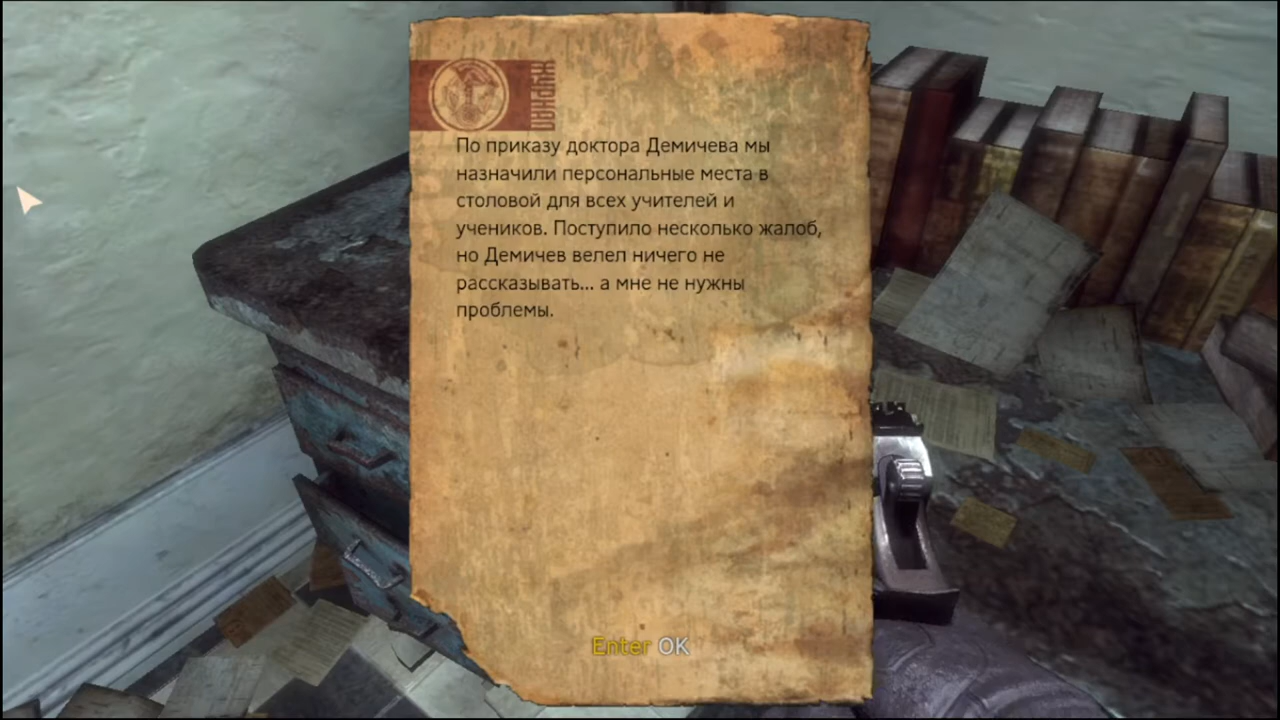 ЖУРНАЛ
По приказу доктора Демичева мы
назначили персональные места в
столовой для всех учителей и
учеников. Поступило несколько жалоб,
но Демичев велел ничего не
рассказывать... а мне не нужны
проблемы.
Enter OK